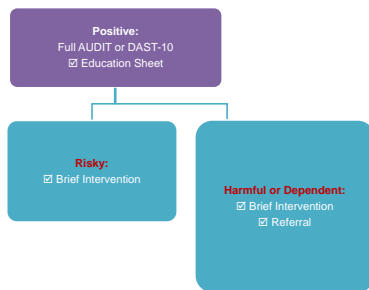 Positive:
Full AUDIT or DAST-10
☑ Education Sheet
Risky:
☑ Brief Intervention
Harmful or Dependent:
☑ Brief Intervention
☑ Referral